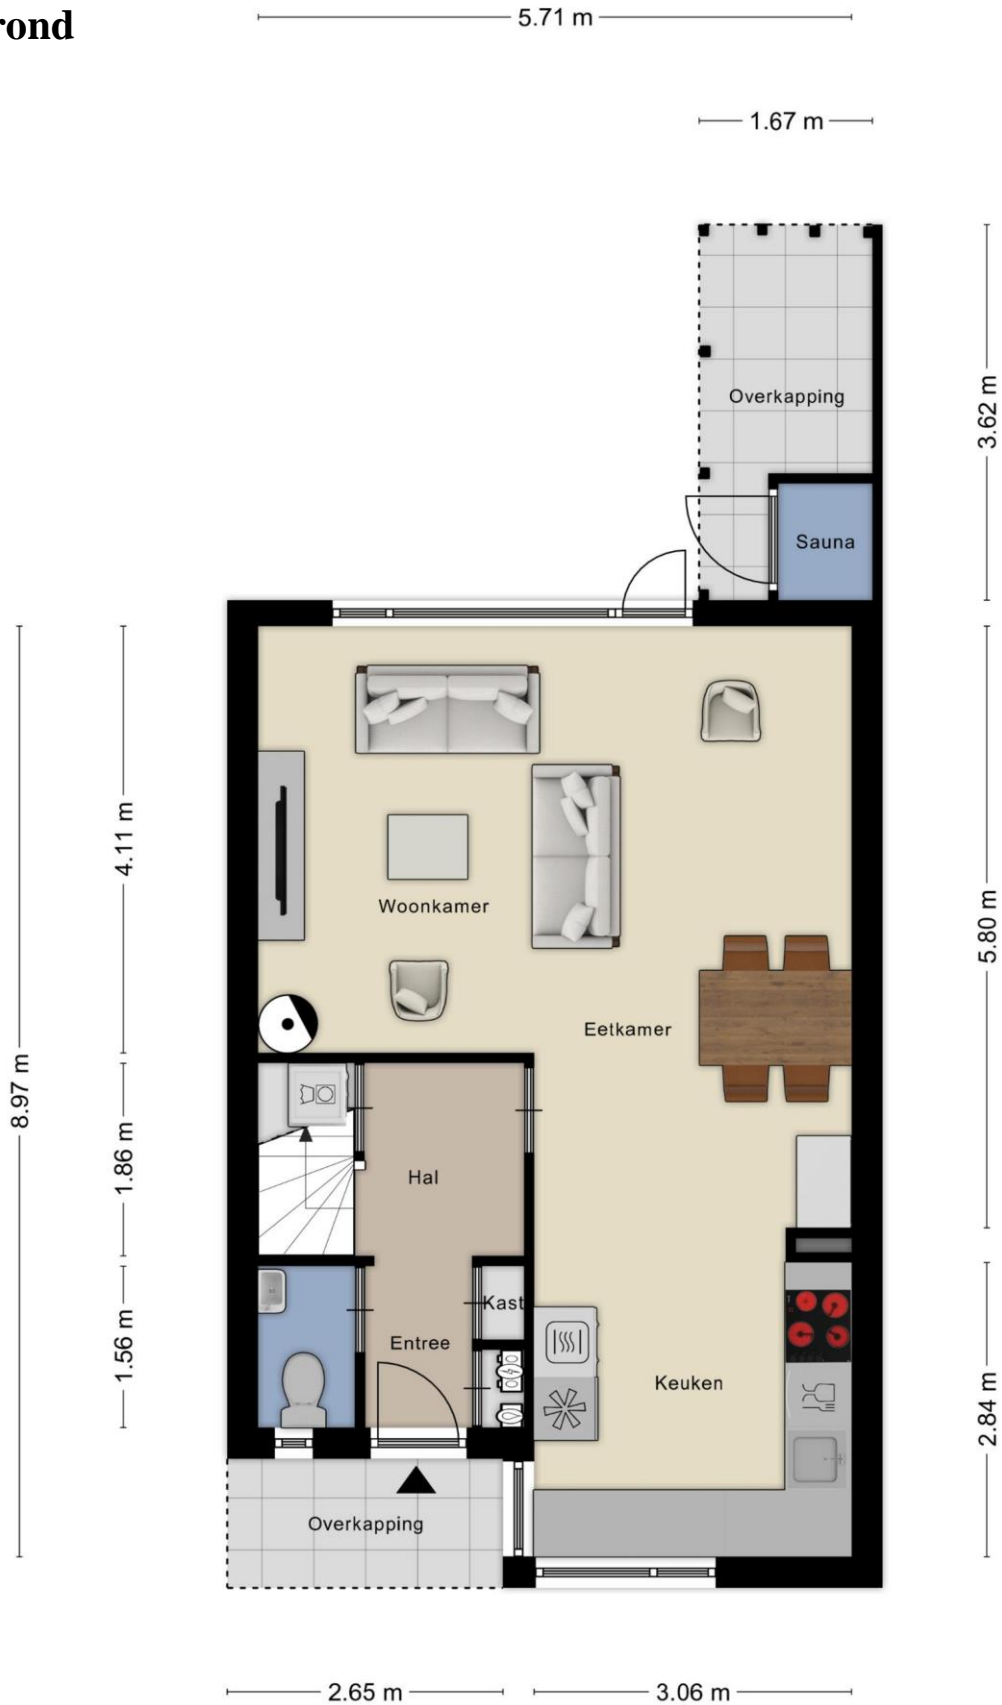 rond
5.71 m
1.67 m
Overkapping
3.62 m
Sauna
4.11 m
Woonkamer
5.80 m
Eetkamer
8.97 m
1.86 m
Hal
Kast
1.56 m
Entree
Keuken
2.84 m
Overkapping
2.65 m
3.06 m